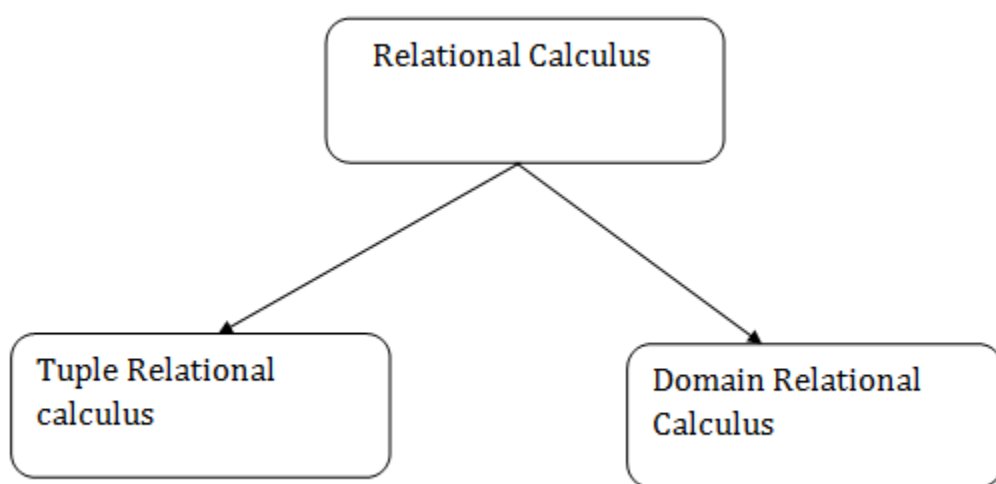 Relational Calculus
Tuple Relational
calculus
Domain Relational
Calculus